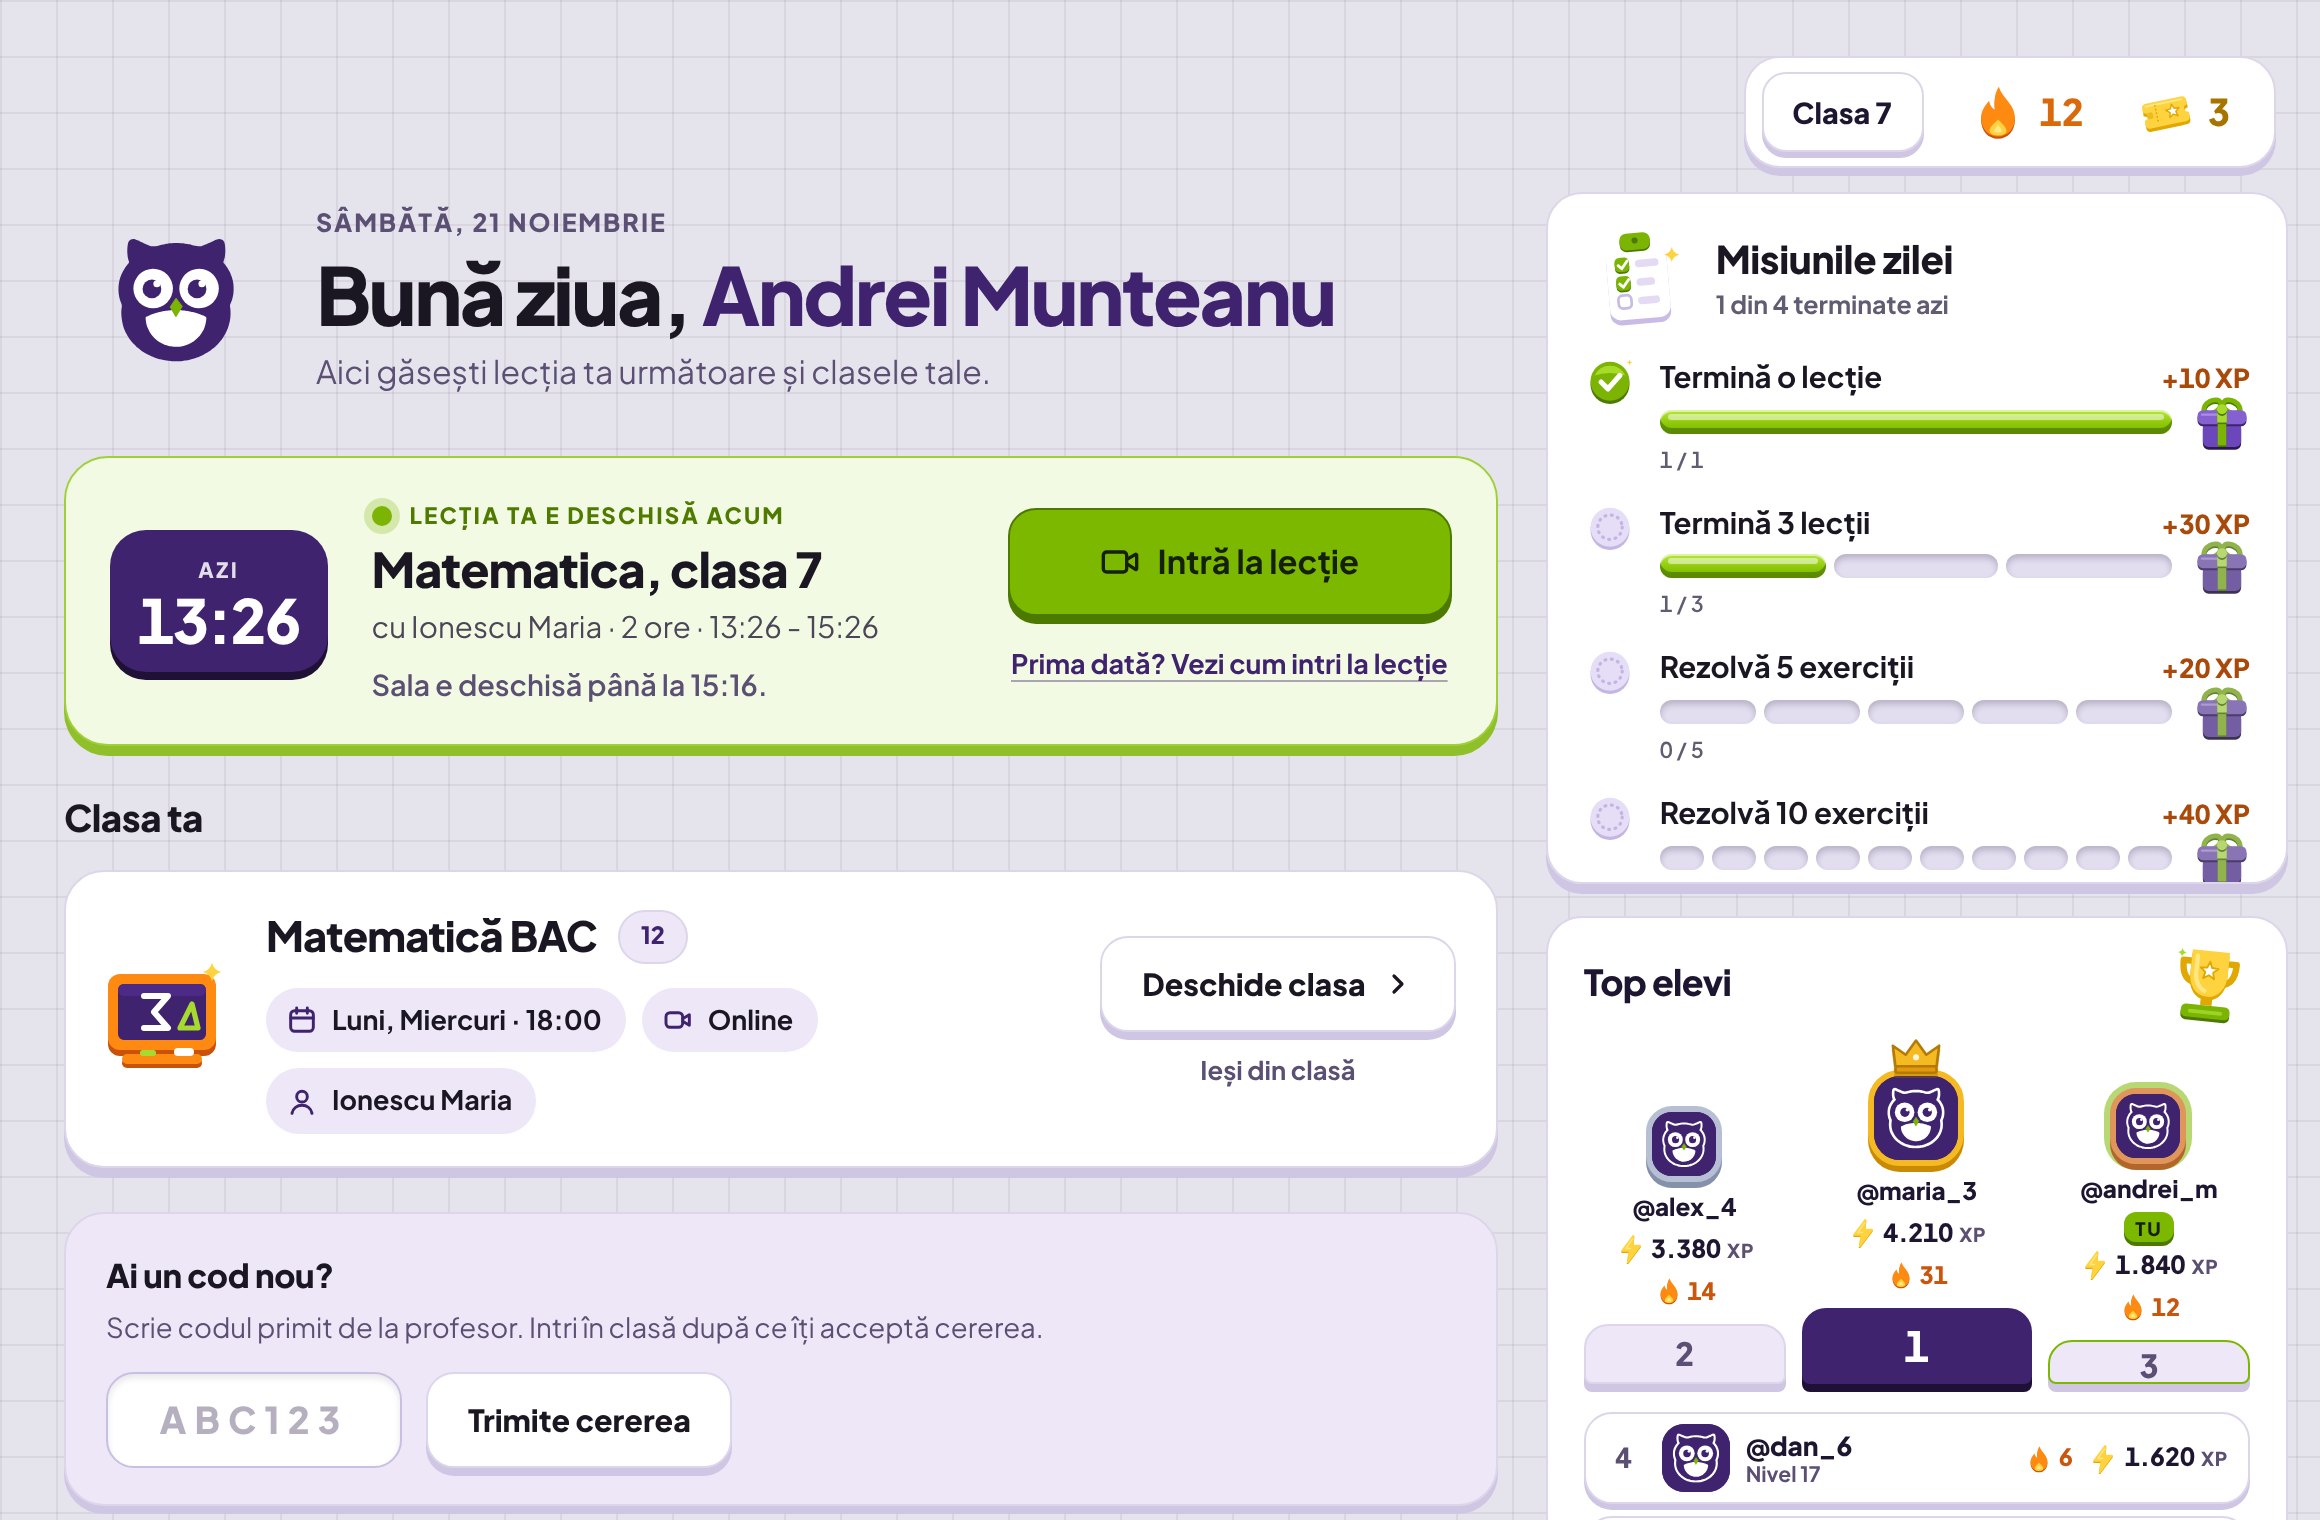 Clasa 7
12
3
SÂMBĂTĂ, 21 NOIEMBRIE
Bună ziua, Andrei Munteanu
Aici găsești lecția ta următoare și clasele tale.
AZI
13:26
LECȚIA TA E DESCHISĂ ACUM
Matematica, clasa 7
cu Ionescu Maria · 2 ore · 13:26 - 15:26
Sala e deschisă până la 15:16.
Intră la lecție
Prima dată? Vezi cum intri la lecție
Clasa ta
Matematică BAC
12
Luni, Miercuri · 18:00
Online
Ionescu Maria
Deschide clasa
Ieși din clasă
Ai un cod nou?
Scrie codul primit de la profesor. Intri în clasă după ce îți acceptă cererea.
ABC123
Trimite cererea
Misiunile zilei
1 din 4 terminate azi
Termină o lecție
+10 XP
1 / 1
Termină 3 lecții
+30 XP
1 / 3
Rezolvă 5 exerciții
+20 XP
0 / 5
Rezolvă 10 exerciții
+40 XP
Top elevi
@alex_4
3.380 XP
14
2
@maria_3
4.210 XP
31
1
@andrei_m
TU
1.840 XP
12
3
4
@dan_6
Nivel 17
6
1.620 XP